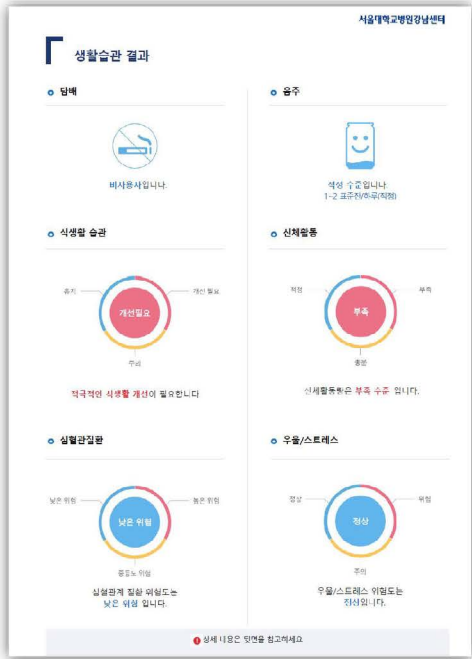 서울대학교병원강남센터
생활습관 결과
담배
음주
비사용자입니다.
적정 수준입니다.
1~2 표준잔/하루(적정)
식생활 습관
신체활동
개선 필요
개선필요
적극적인 식생활 개선이 필요합니다
적정
부족
부족
충분
신체활동량은 부족 수준 입니다.
심혈관질환
우울/스트레스
낮은 위험
높은 위험
낮은 위험
중등도 위험
심혈관계 질환 위험도는
낮은 위험 입니다.
정상
위험
정상
주의
우울/스트레스 위험도는
정상입니다.
상세 내용은 뒷면을 참고하세요